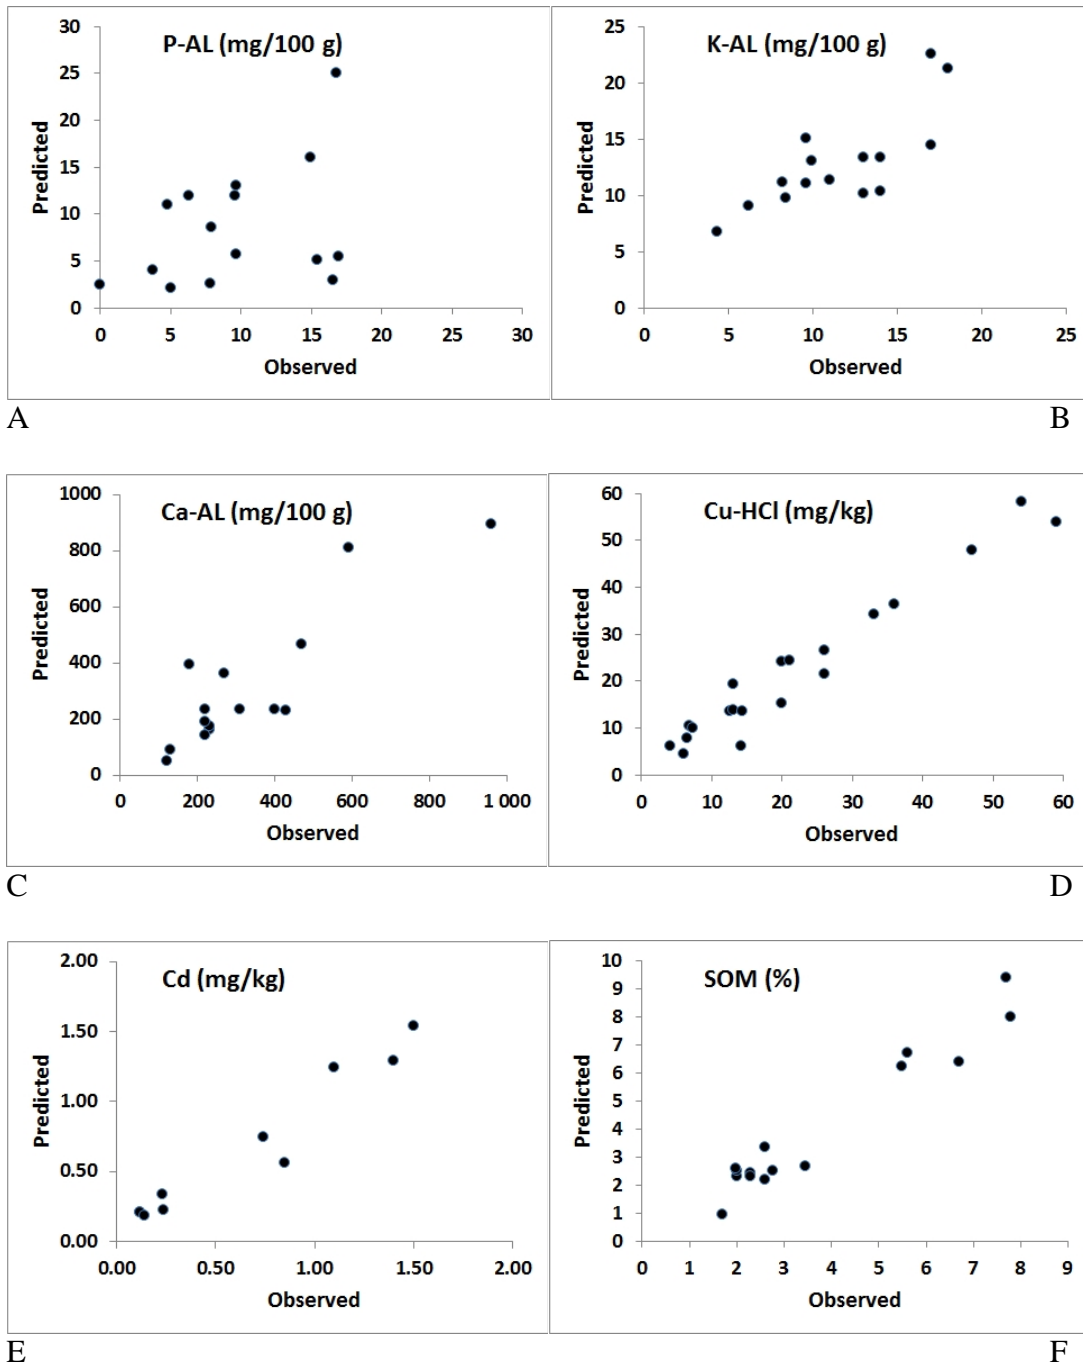 P-AL (mg/100 g)
30
25
20
15
10
5
0
Predicted
0 5 10 15 20 25 30
Observed
K-AL (mg/100 g)
25
20
15
10
5
0
Predicted
0 5 10 15 20 25
Observed
A B
Ca-AL (mg/100 g)
1000
800
600
400
200
0
Predicted
0 200 400 600 800 1 000
Observed
Cu-HCl (mg/kg)
60
50
40
30
20
10
0
Predicted
0 10 20 30 40 50 60
Observed
C D
Cd (mg/kg)
2.00
1.50
1.00
0.50
0.00
Predicted
0.00 0.50 1.00 1.50 2.00
Observed
SOM (%)
10
9
8
7
6
5
4
3
2
1
0
Predicted
0 1 2 3 4 5 6 7 8 9
Observed
E F